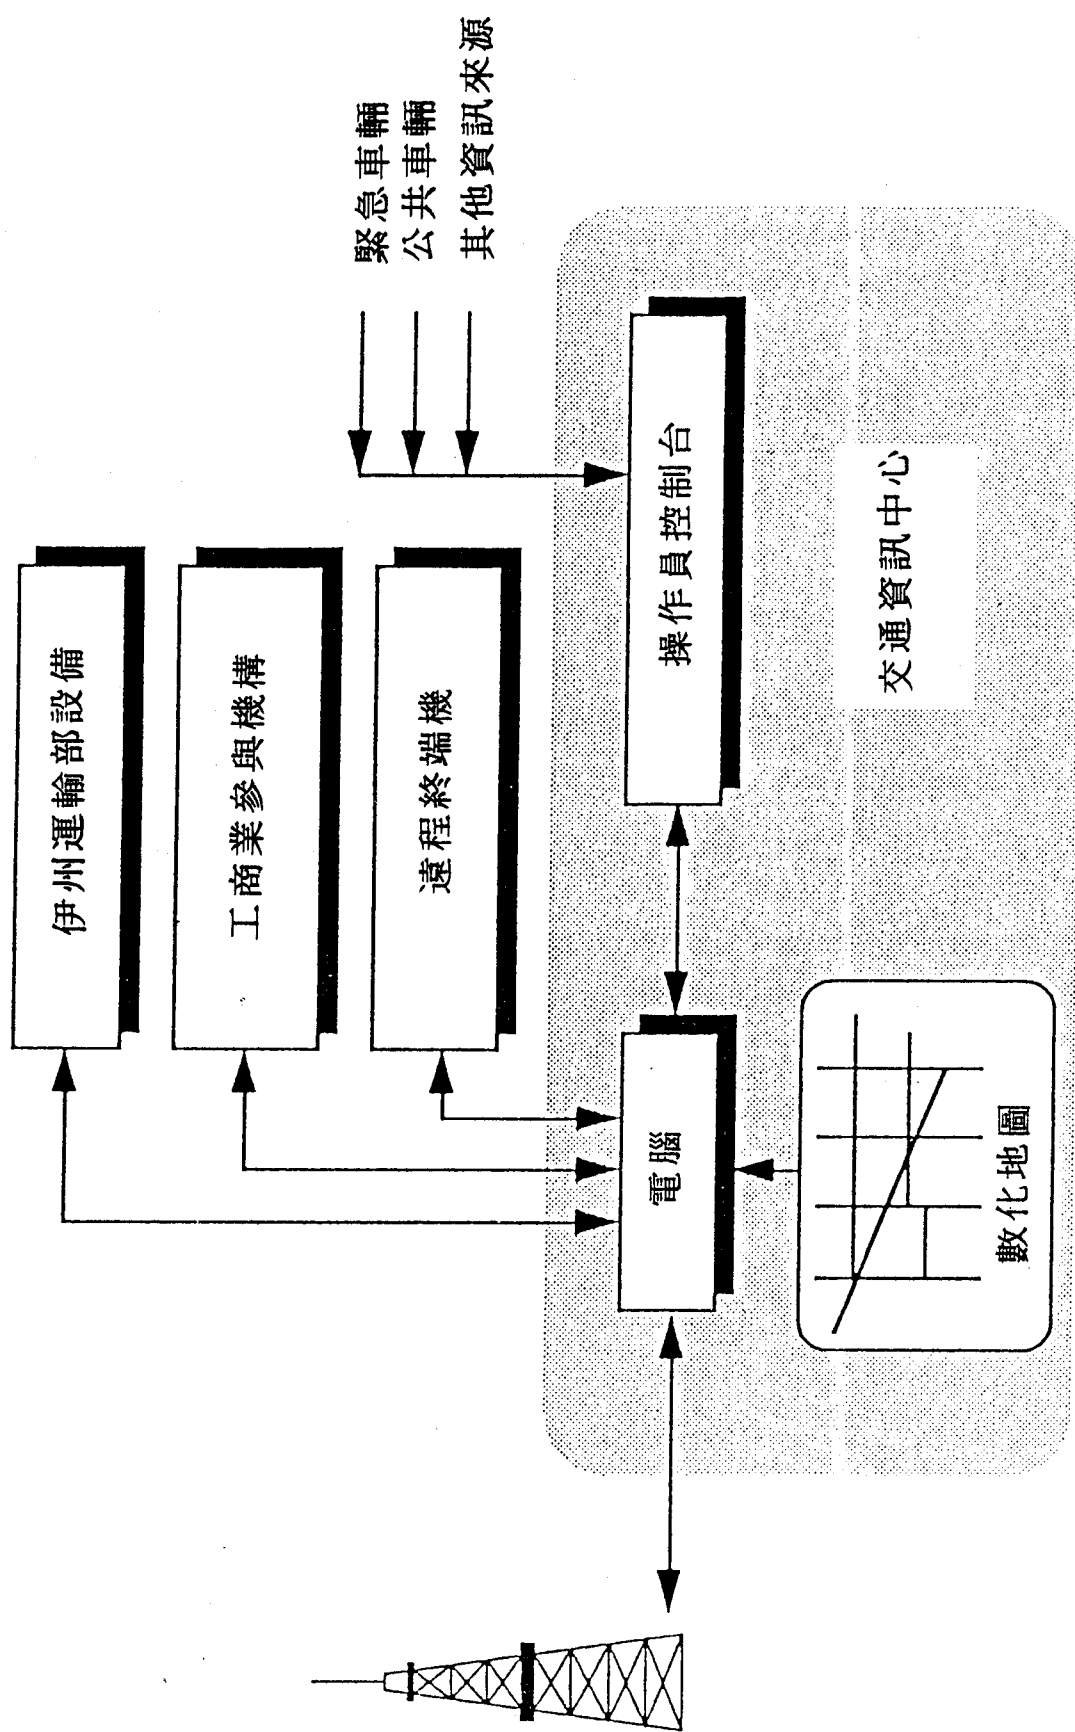 伊州運輸部設備
工商業參與機構
遠程終端機
緊急車輛
公共車輛
其他資訊來源
電腦
操作員控制台
數化地圖
交通資訊中心